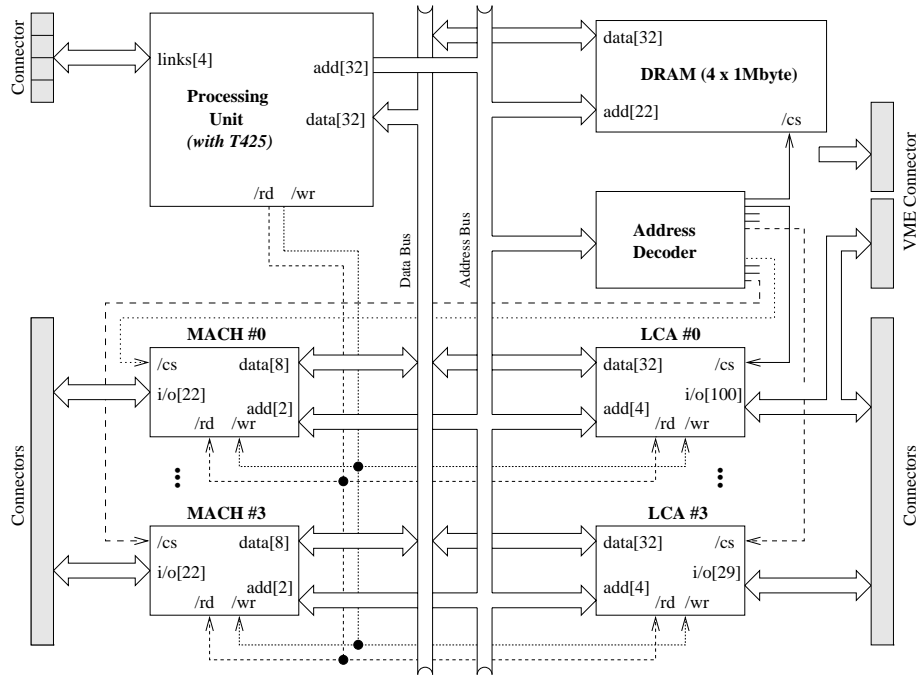 Connector
links[4]
add[32]
Processing
Unit
(with T425)
data[32]
/rd /wr
Data Bus
Address Bus
data[32]
DRAM (4 x 1Mbyte)
add[22]
/cs
VME Connector
Address
Decoder
MACH #0
/cs
data[8]
i/o[22]
add[2]
/rd /wr
LCA #0
data[32]
/cs
i/o[100]
add[4]
/rd /wr
Connectors
Connectors
MACH #3
/cs
data[8]
i/o[22]
add[2]
/rd /wr
LCA #3
data[32]
/cs
i/o[29]
add[4]
/rd /wr